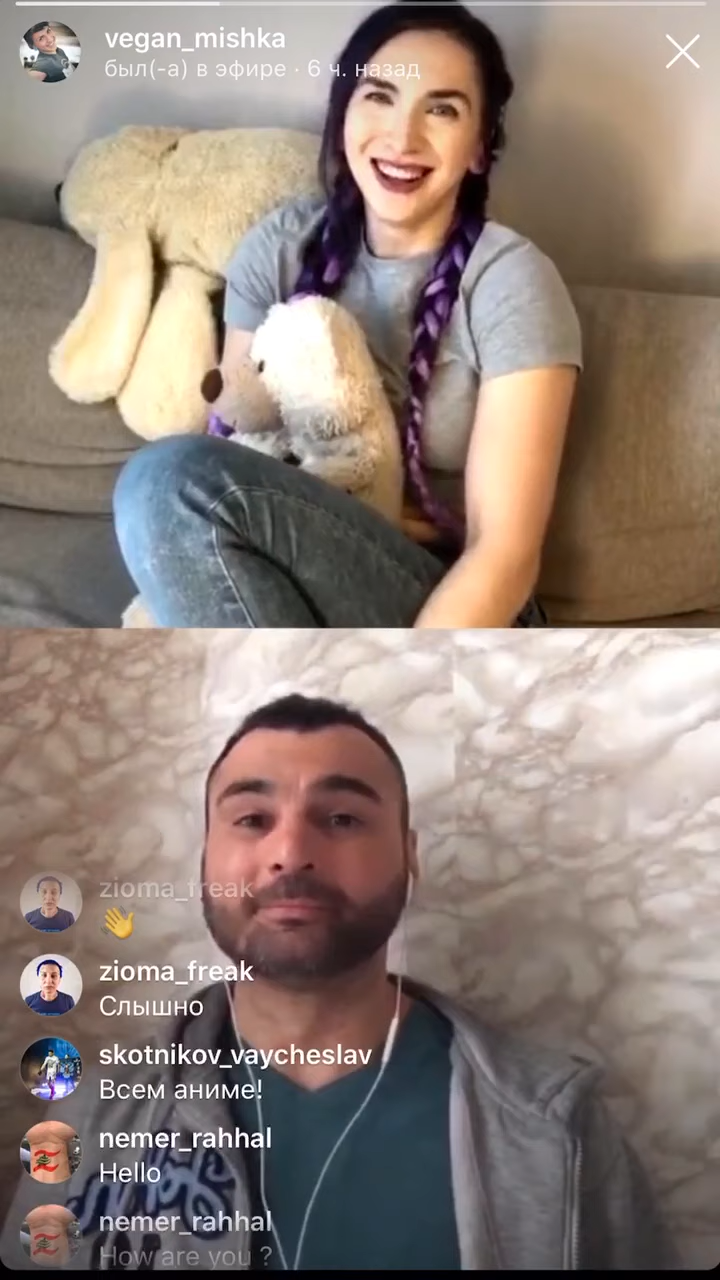 vegan_mishka
был(-а) в эфире · 6 ч. назад
zioma_freak
👋
zioma_freak
Слышно
skotnikov_vaycheslav
Всем аниме!
nemer_rahhal
Hello
nemer_rahhal
How are you ?